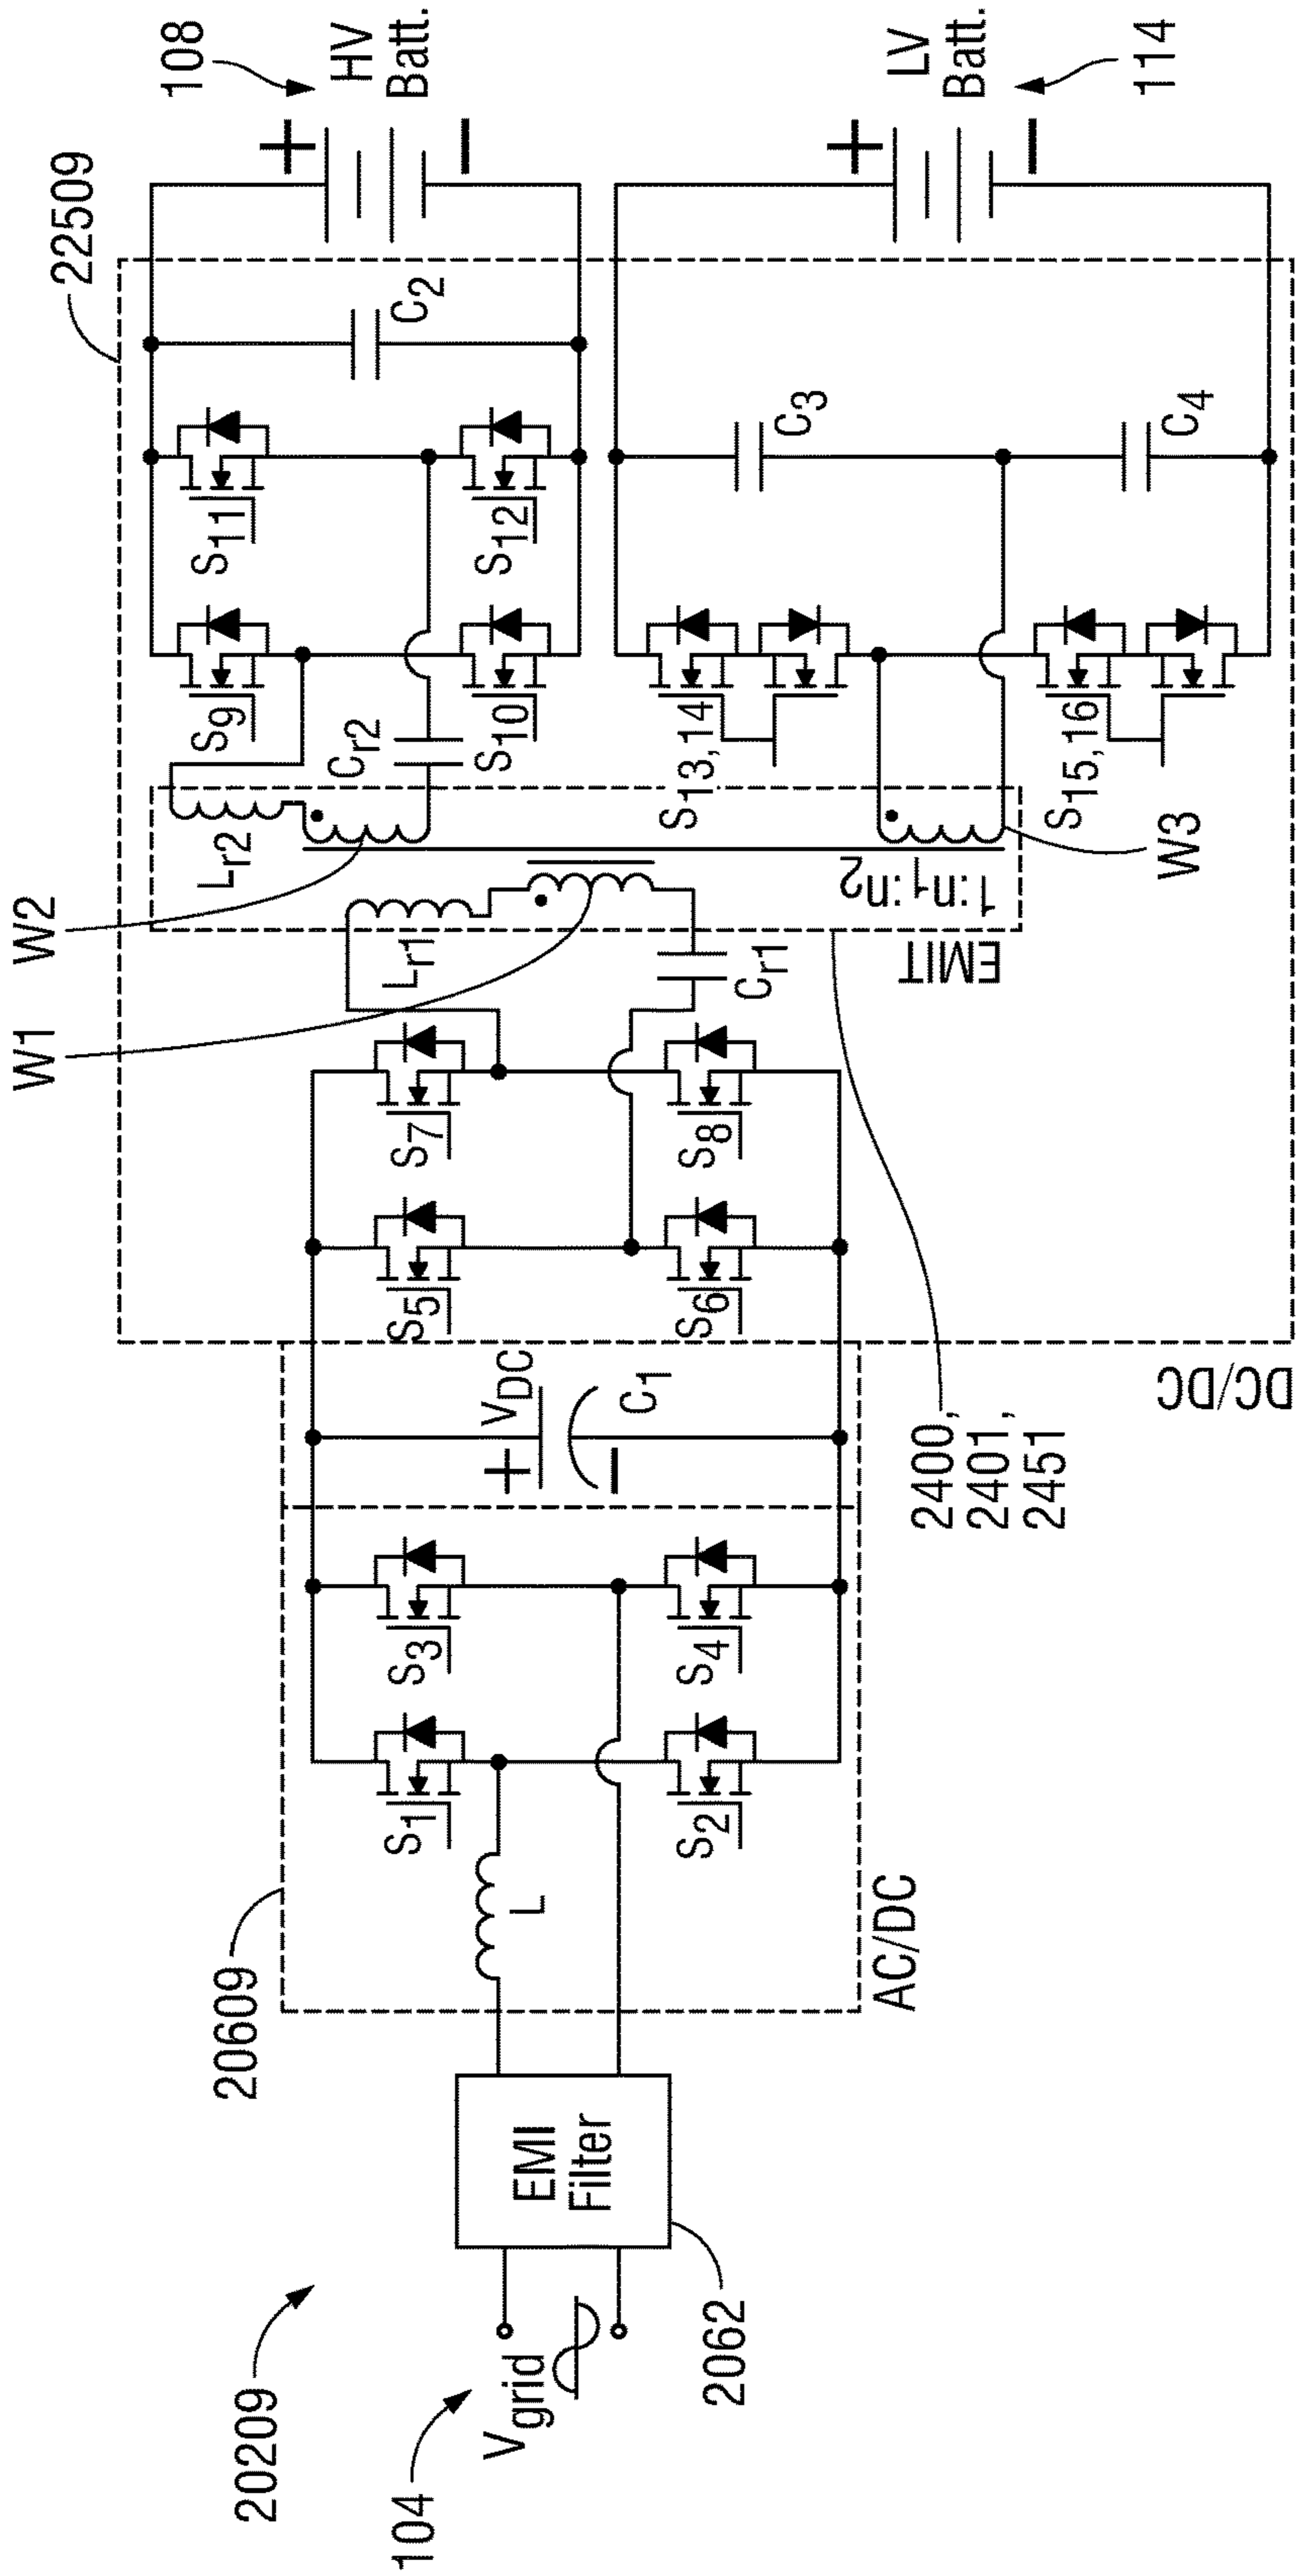 20209
104
Vgrid
EMI
Filter
2062
20609
AC/DC
L
S1
S2
S3
S4
+
VDC
−
C1
DC/DC
22509
S5
S6
S7
S8
W1
W2
Lr1
Cr1
EMIT
1:n1:n2
2400,
2401,
2451
Lr2
Cr2
W3
S9
S10
S11
S12
C2
S13,14
S15,16
C3
C4
108
HV
Batt.
+
−
LV
Batt.
+
−
114